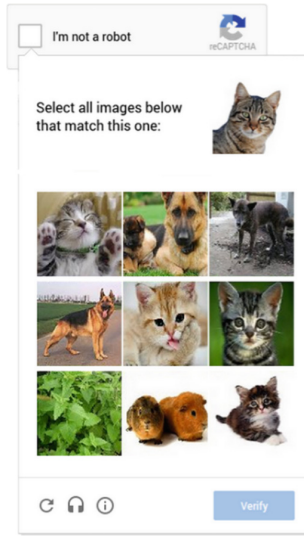 I'm not a robot
reCAPTCHA
Select all images below
that match this one:
Verify